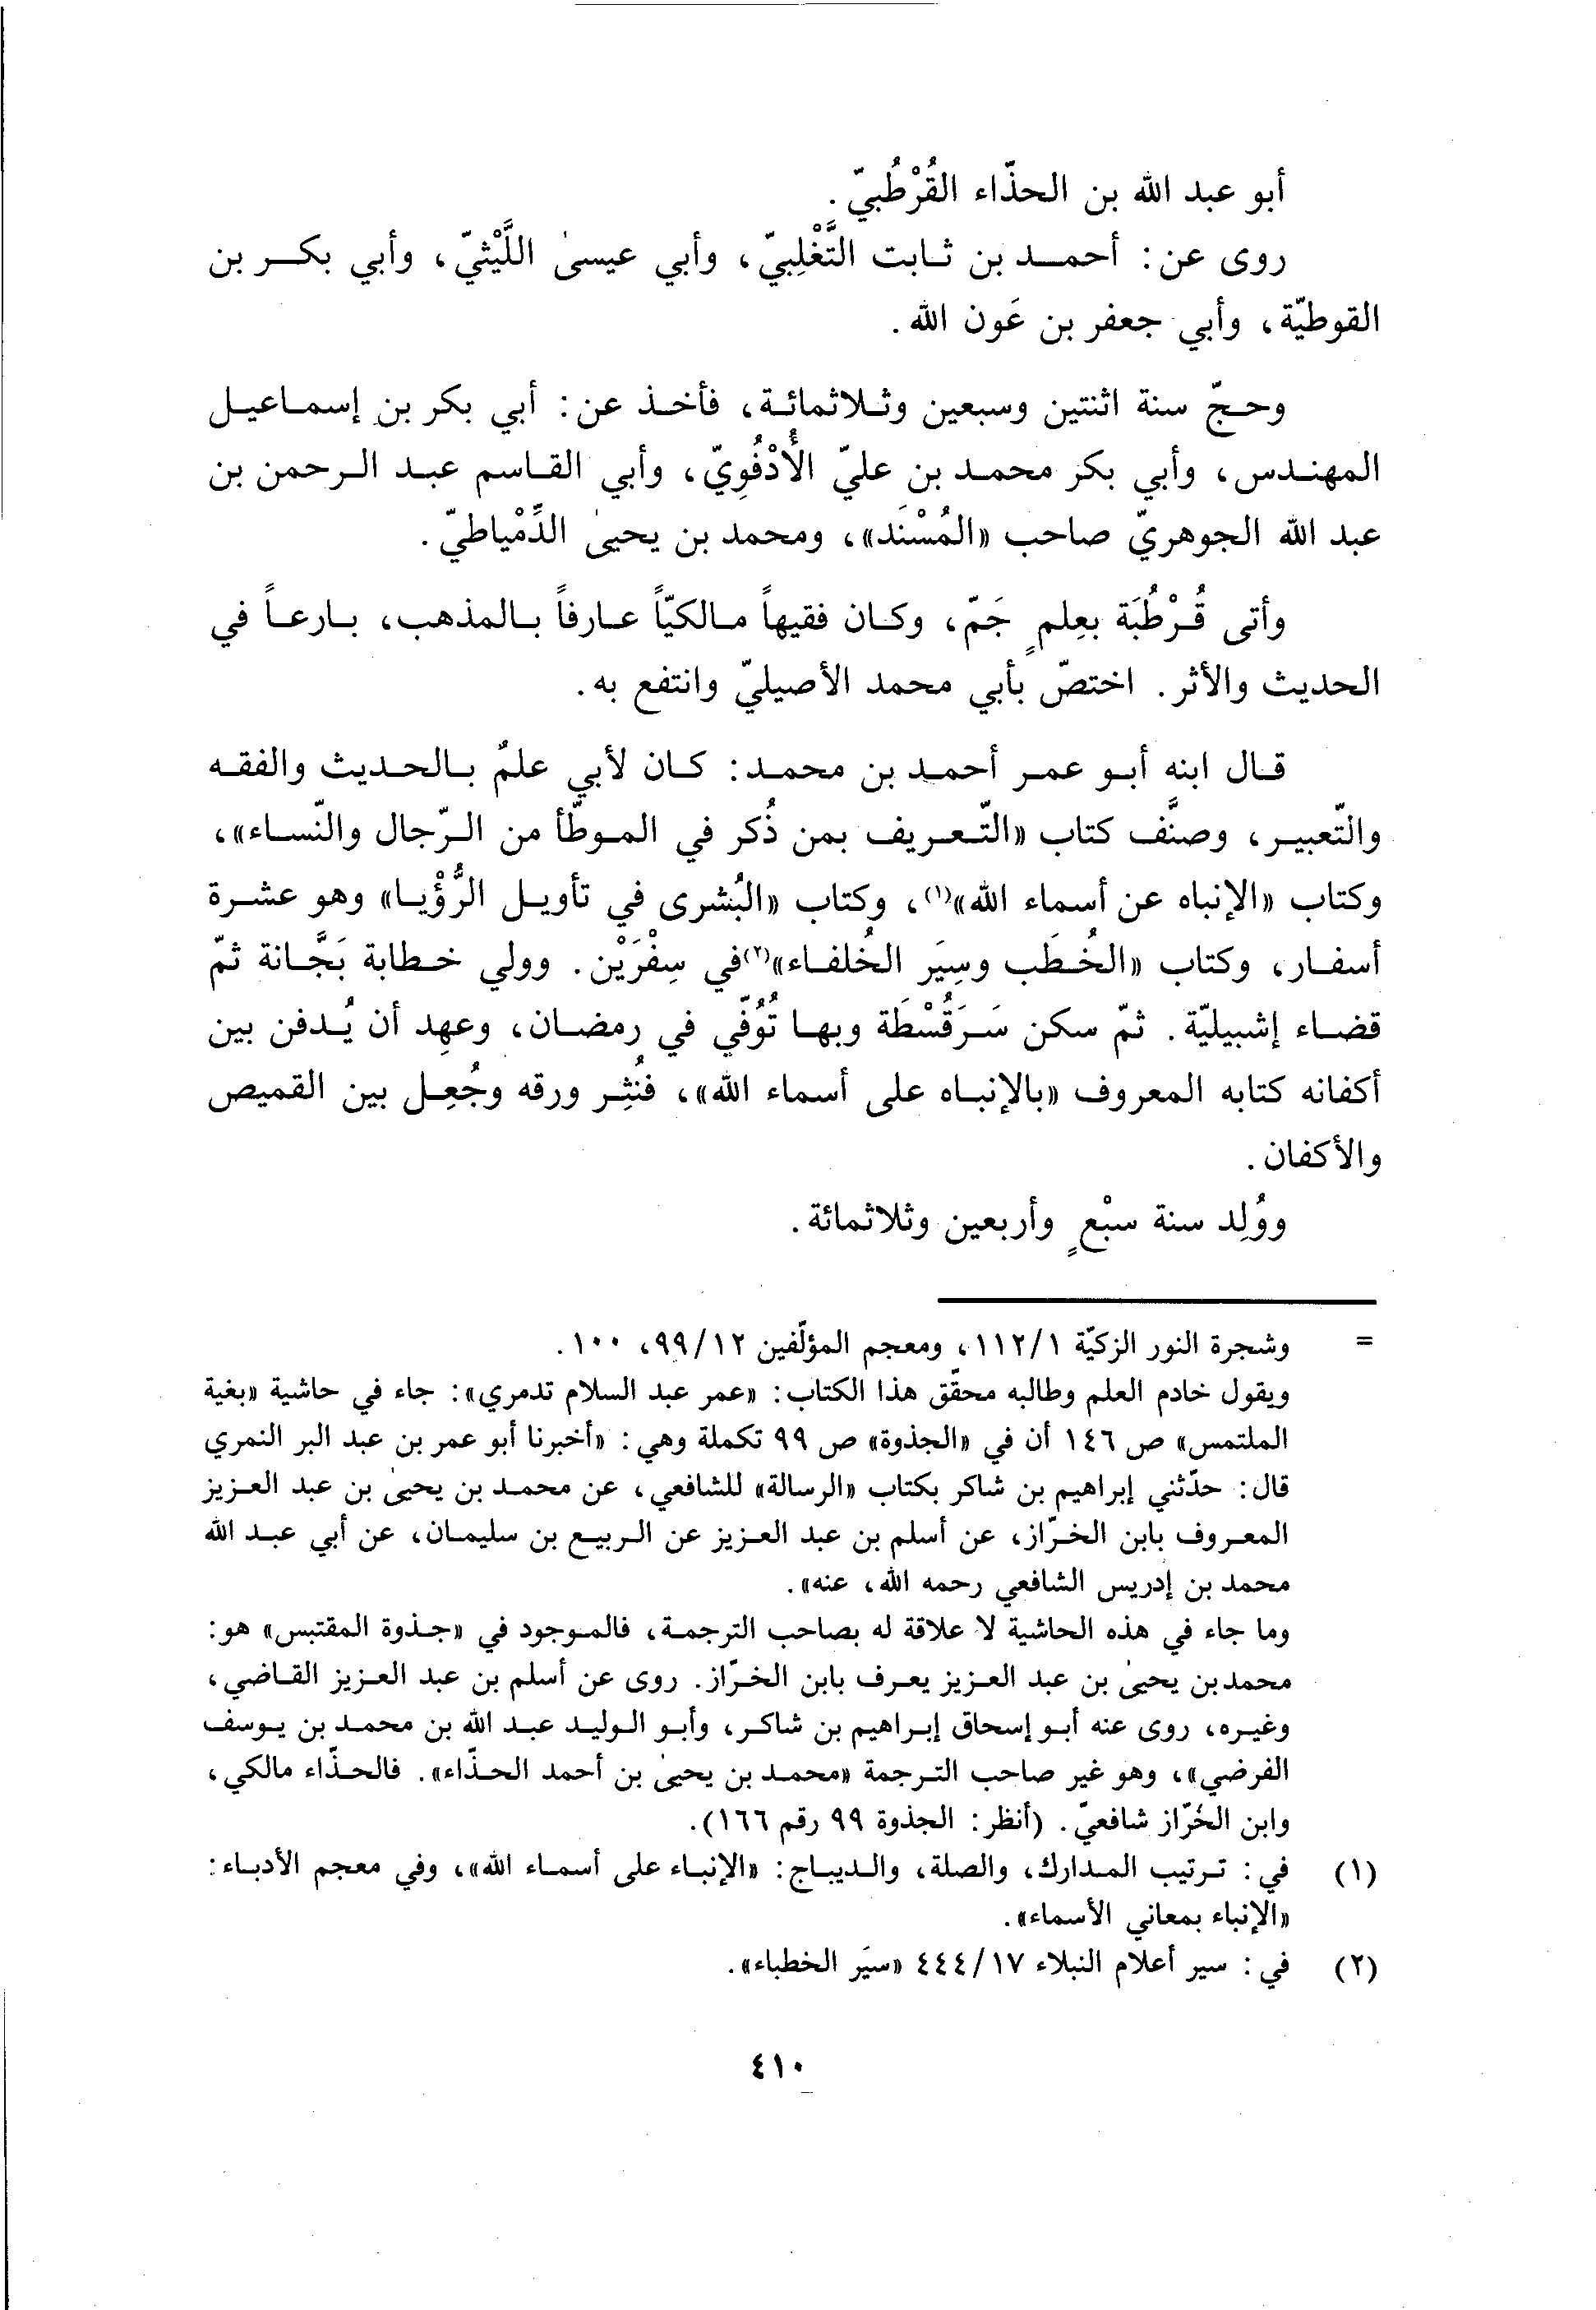 أبو عبد الله بن الحذّاء القُرْطُبيّ.
روى عن: أحمد بن ثابت التَّغْلِبيّ، وأبي عيسىٰ اللَّيْثيّ، وأبي بكر بن
القوطيّة، وأبي جعفر بن عَون الله.
وحجّ سنة اثنتين وسبعين وثلاثمائة، فأخذ عن: أبي بكر بن إسماعيل
المهندس، وأبي بكر محمد بن عليّ الأُدْفُوِيّ، وأبي القاسم عبد الرحمن بن
عبد الله الجوهريّ صاحب «المُسْنَد»، ومحمد بن يحيىٰ الدِّمْياطيّ.
وأتى قُرْطُبَة بعِلمٍ جَمّ، وكان فقيهاً مالكيّاً عارفاً بالمذهب، بارعاً في
الحديث والأثر. اختصّ بأبي محمد الأصيليّ وانتفع به.
قال ابنه أبو عمر أحمد بن محمد: كان لأبي علمٌ بالحديث والفقه
والتّعبير، وصنَّف كتاب «التّعريف بمن ذُكر في الموطّأ من الرّجال والنّساء»،
وكتاب «الإنباه عن أسماء الله»(١)، وكتاب «البُشرى في تأويل الرُّؤْيا» وهو عشرة
أسفار، وكتاب «الخُطَب وسِيَر الخُلفاء»(٢)في سِفْرَيْن. وولي خطابة بَجَّانة ثمّ
قضاء إشبيليّة. ثمّ سكن سَرَقُسْطَة وبها تُوُفّي في رمضان، وعهِد أن يُدفن بين
أكفانه كتابه المعروف «بالإنباه على أسماء الله»، فنُثِر ورقه وجُعِل بين القميص
والأكفان.
ووُلِد سنة سبْعٍ وأربعين وثلاثمائة.
= وشجرة النور الزكيّة ١١٢/١، ومعجم المؤلّفين ٩٩/١٢، ١٠٠.
ويقول خادم العلم وطالبه محقّق هذا الكتاب: «عمر عبد السلام تدمري»: جاء في حاشية «بغية
الملتمس» ص ١٤٦ أن في «الجذوة» ص ٩٩ تكملة وهي: «أخبرنا أبو عمر بن عبد البر النمري
قال: حدّثني إبراهيم بن شاكر بكتاب «الرسالة» للشافعي، عن محمد بن يحيىٰ بن عبد العزيز
المعروف بابن الخرّاز، عن أسلم بن عبد العزيز عن الربيع بن سليمان، عن أبي عبد الله
محمد بن إدريس الشافعي رحمه الله، عنه».
وما جاء في هذه الحاشية لا علاقة له بصاحب الترجمة، فالموجود في «جذوة المقتبس» هو:
محمد بن يحيىٰ بن عبد العزيز يعرف بابن الخرّاز. روى عن أسلم بن عبد العزيز القاضي،
وغيره، روى عنه أبو إسحاق إبراهيم بن شاكر، وأبو الوليد عبد الله بن محمد بن يوسف
الفرضي»، وهو غير صاحب الترجمة «محمد بن يحيىٰ بن أحمد الحذّاء». فالحذّاء مالكي،
وابن الخُرّاز شافعيّ. (أنظر: الجذوة ٩٩ رقم ١٦٦).
(١) في: ترتيب المدارك، والصلة، والديباج: «الإنباء على أسماء الله»، وفي معجم الأدباء:
«الإنباء بمعاني الأسماء».
(٢) في: سير أعلام النبلاء ٤٤٤/١٧ «سيَر الخطباء».
٤١٠